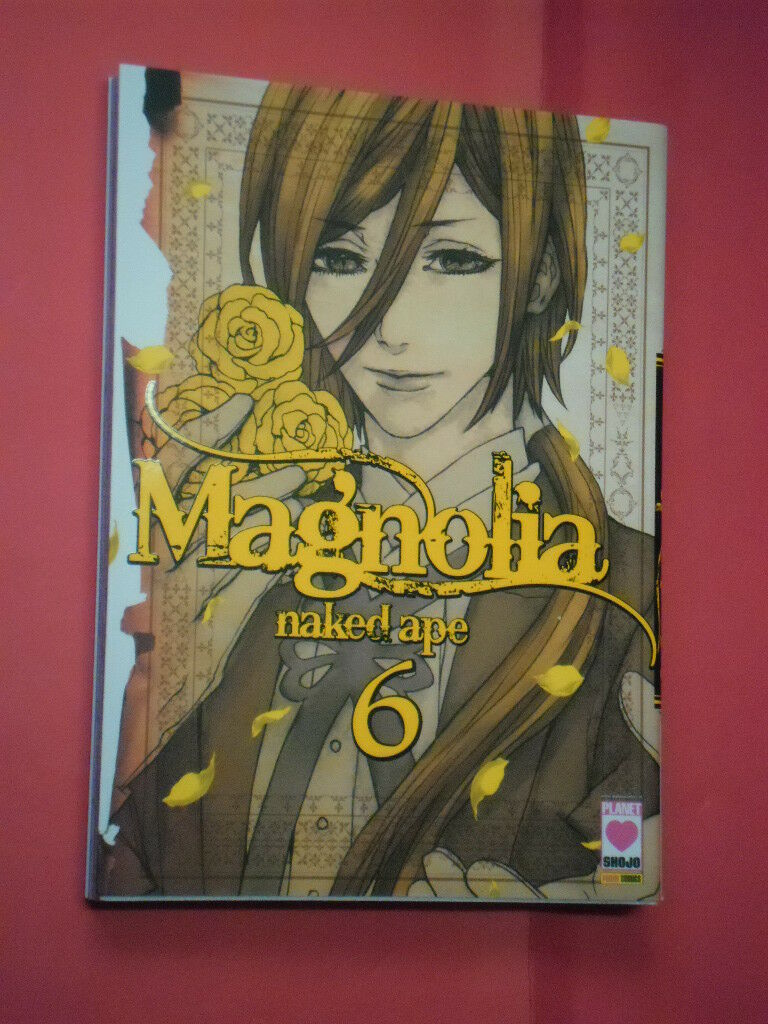 Magnolia
naked ape
6
PLANET
SHOJO
PANINI COMICS